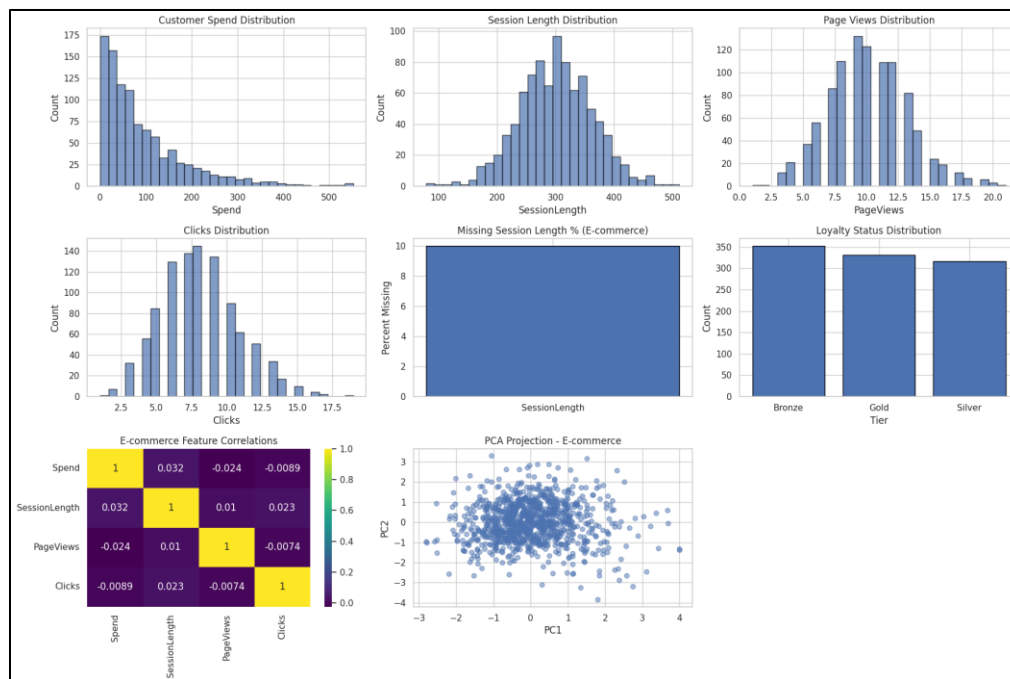 Customer Spend Distribution
Count
175
150
125
100
75
50
25
0
0 100 200 300 400 500
Spend
Session Length Distribution
Count
100
80
60
40
20
0
100 200 300 400 500
SessionLength
Page Views Distribution
Count
120
100
80
60
40
20
0
0.0 2.5 5.0 7.5 10.0 12.5 15.0 17.5 20.0
PageViews
Clicks Distribution
Count
140
120
100
80
60
40
20
0
2.5 5.0 7.5 10.0 12.5 15.0 17.5
Clicks
Missing Session Length % (E-commerce)
Percent Missing
10
8
6
4
2
0
SessionLength
Loyalty Status Distribution
Count
350
300
250
200
150
100
50
0
Bronze Gold Silver
Tier
E-commerce Feature Correlations
Spend 1 0.032 -0.024 -0.0089
SessionLength 0.032 1 0.01 0.023
PageViews -0.024 0.01 1 -0.0074
Clicks -0.0089 0.023 -0.0074 1
Spend SessionLength PageViews Clicks
1.0
0.8
0.6
0.4
0.2
0.0
PCA Projection - E-commerce
PC2
3
2
1
0
−1
−2
−3
−4
−3 −2 −1 0 1 2 3 4
PC1